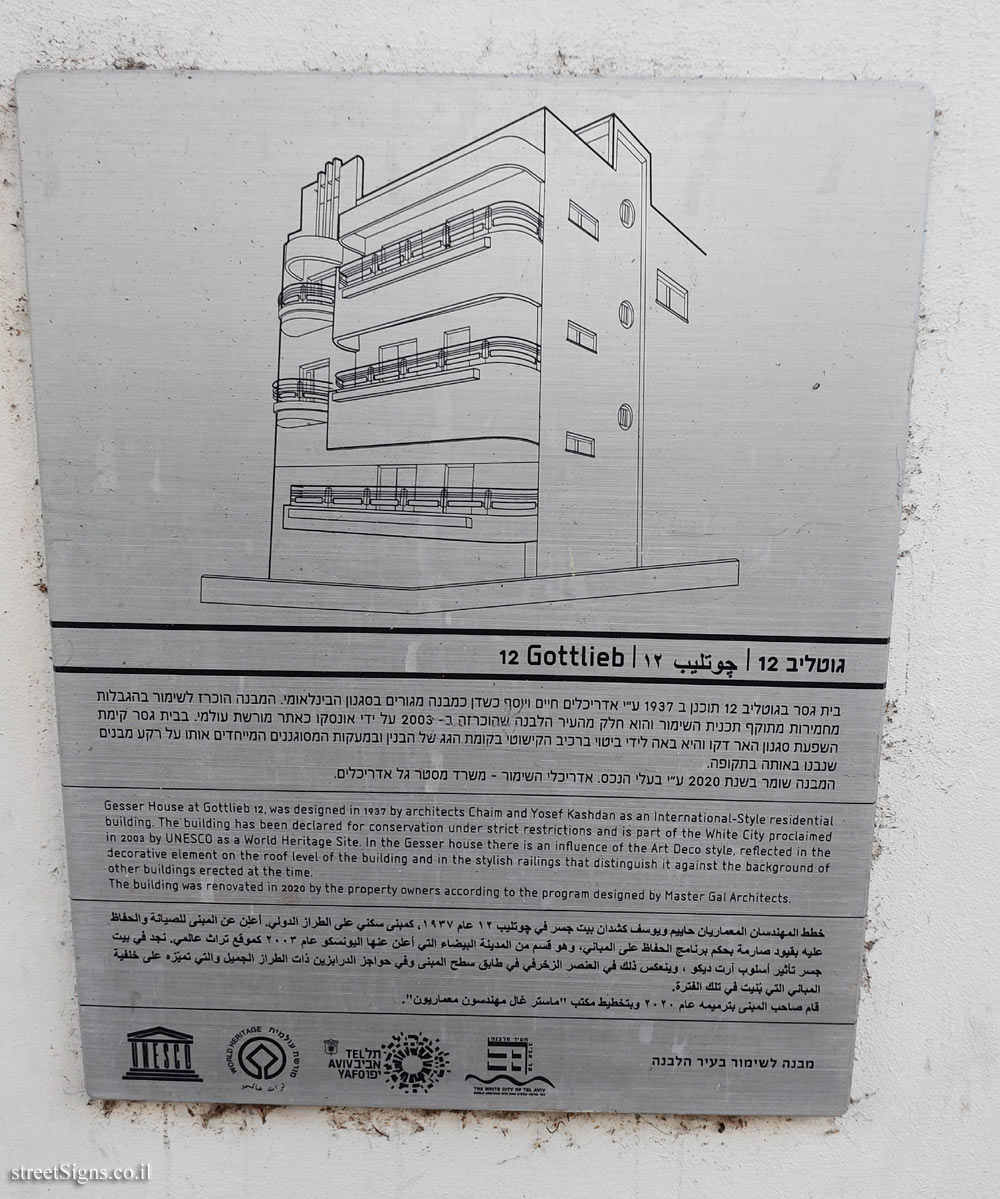 גוטליב 12 | چوتليب ١٢ | Gottlieb 12
בית גסר בגוטליב 12 תוכנן ב 1937 ע״י אדריכלים חיים ויוסף כשדן כמבנה מגורים בסגנון הבינלאומי. המבנה הוכרז לשימור בהגבלות
מחמירות מתוקף תכנית השימור והוא חלק מהעיר הלבנה שהוכרזה ב- 2003 על ידי אונסקו כאתר מורשת עולמי. בבית גסר קיימת
השפעת סגנון האר דקו והיא באה לידי ביטוי ברכיב הקישוטי בקומת הגג של הבנין ובמעקות המסוגננים המייחדים אותו על רקע מבנים
שנבנו באותה בתקופה.
המבנה שומר בשנת 2020 ע״י בעלי הנכס. אדריכלי השימור - משרד מסטר גל אדריכלים.
Gesser House at Gottlieb 12, was designed in 1937 by architects Chaim and Yosef Kashdan as an International-Style residential
building. The building has been declared for conservation under strict restrictions and is part of the White City proclaimed
in 2003 by UNESCO as a World Heritage Site. In the Gesser house there is an influence of the Art Deco style, reflected in the
decorative element on the roof level of the building and in the stylish railings that distinguish it against the background of
other buildings erected at the time.
The building was renovated in 2020 by the property owners according to the program designed by Master Gal Architects.
خطط المهندسان المعماريان حاييم ويوسف كشدان بيت جسر في چوتليب ١٢ عام ١٩٣٧، كمبنى سكني على الطراز الدولي. أعلن عن المبنى للصيانة والحفاظ
عليه بقيود صارمة بحكم برنامج الحفاظ على المباني، وهو قسم من المدينة البيضاء التي أعلن عنها اليونسكو عام ٢٠٠٣ كموقع تراث عالمي. نجد في بيت
جسر تأثير أسلوب آرت ديكو ، وينعكس ذلك في العنصر الزخرفي في طابق سطح المبنى وفي حواجز الدرابزين ذات الطراز الجميل والتي تميّزه على خلفية
المباني التي بُنيت في تلك الفترة.
قام صاحب المبنى بترميمه عام ٢٠٢٠ وبتخطيط مكتب "ماستر غال مهندسون معماريون".
UNESCO
WORLD HERITAGE
מורשת עולמית
تراث عالمي
TEL AVIV YAFO
תל אביב יפו
העיר הלבנה
תל אביב
THE WHITE CITY OF TEL AVIV
מבנה לשימור בעיר הלבנה
streetSigns.co.il